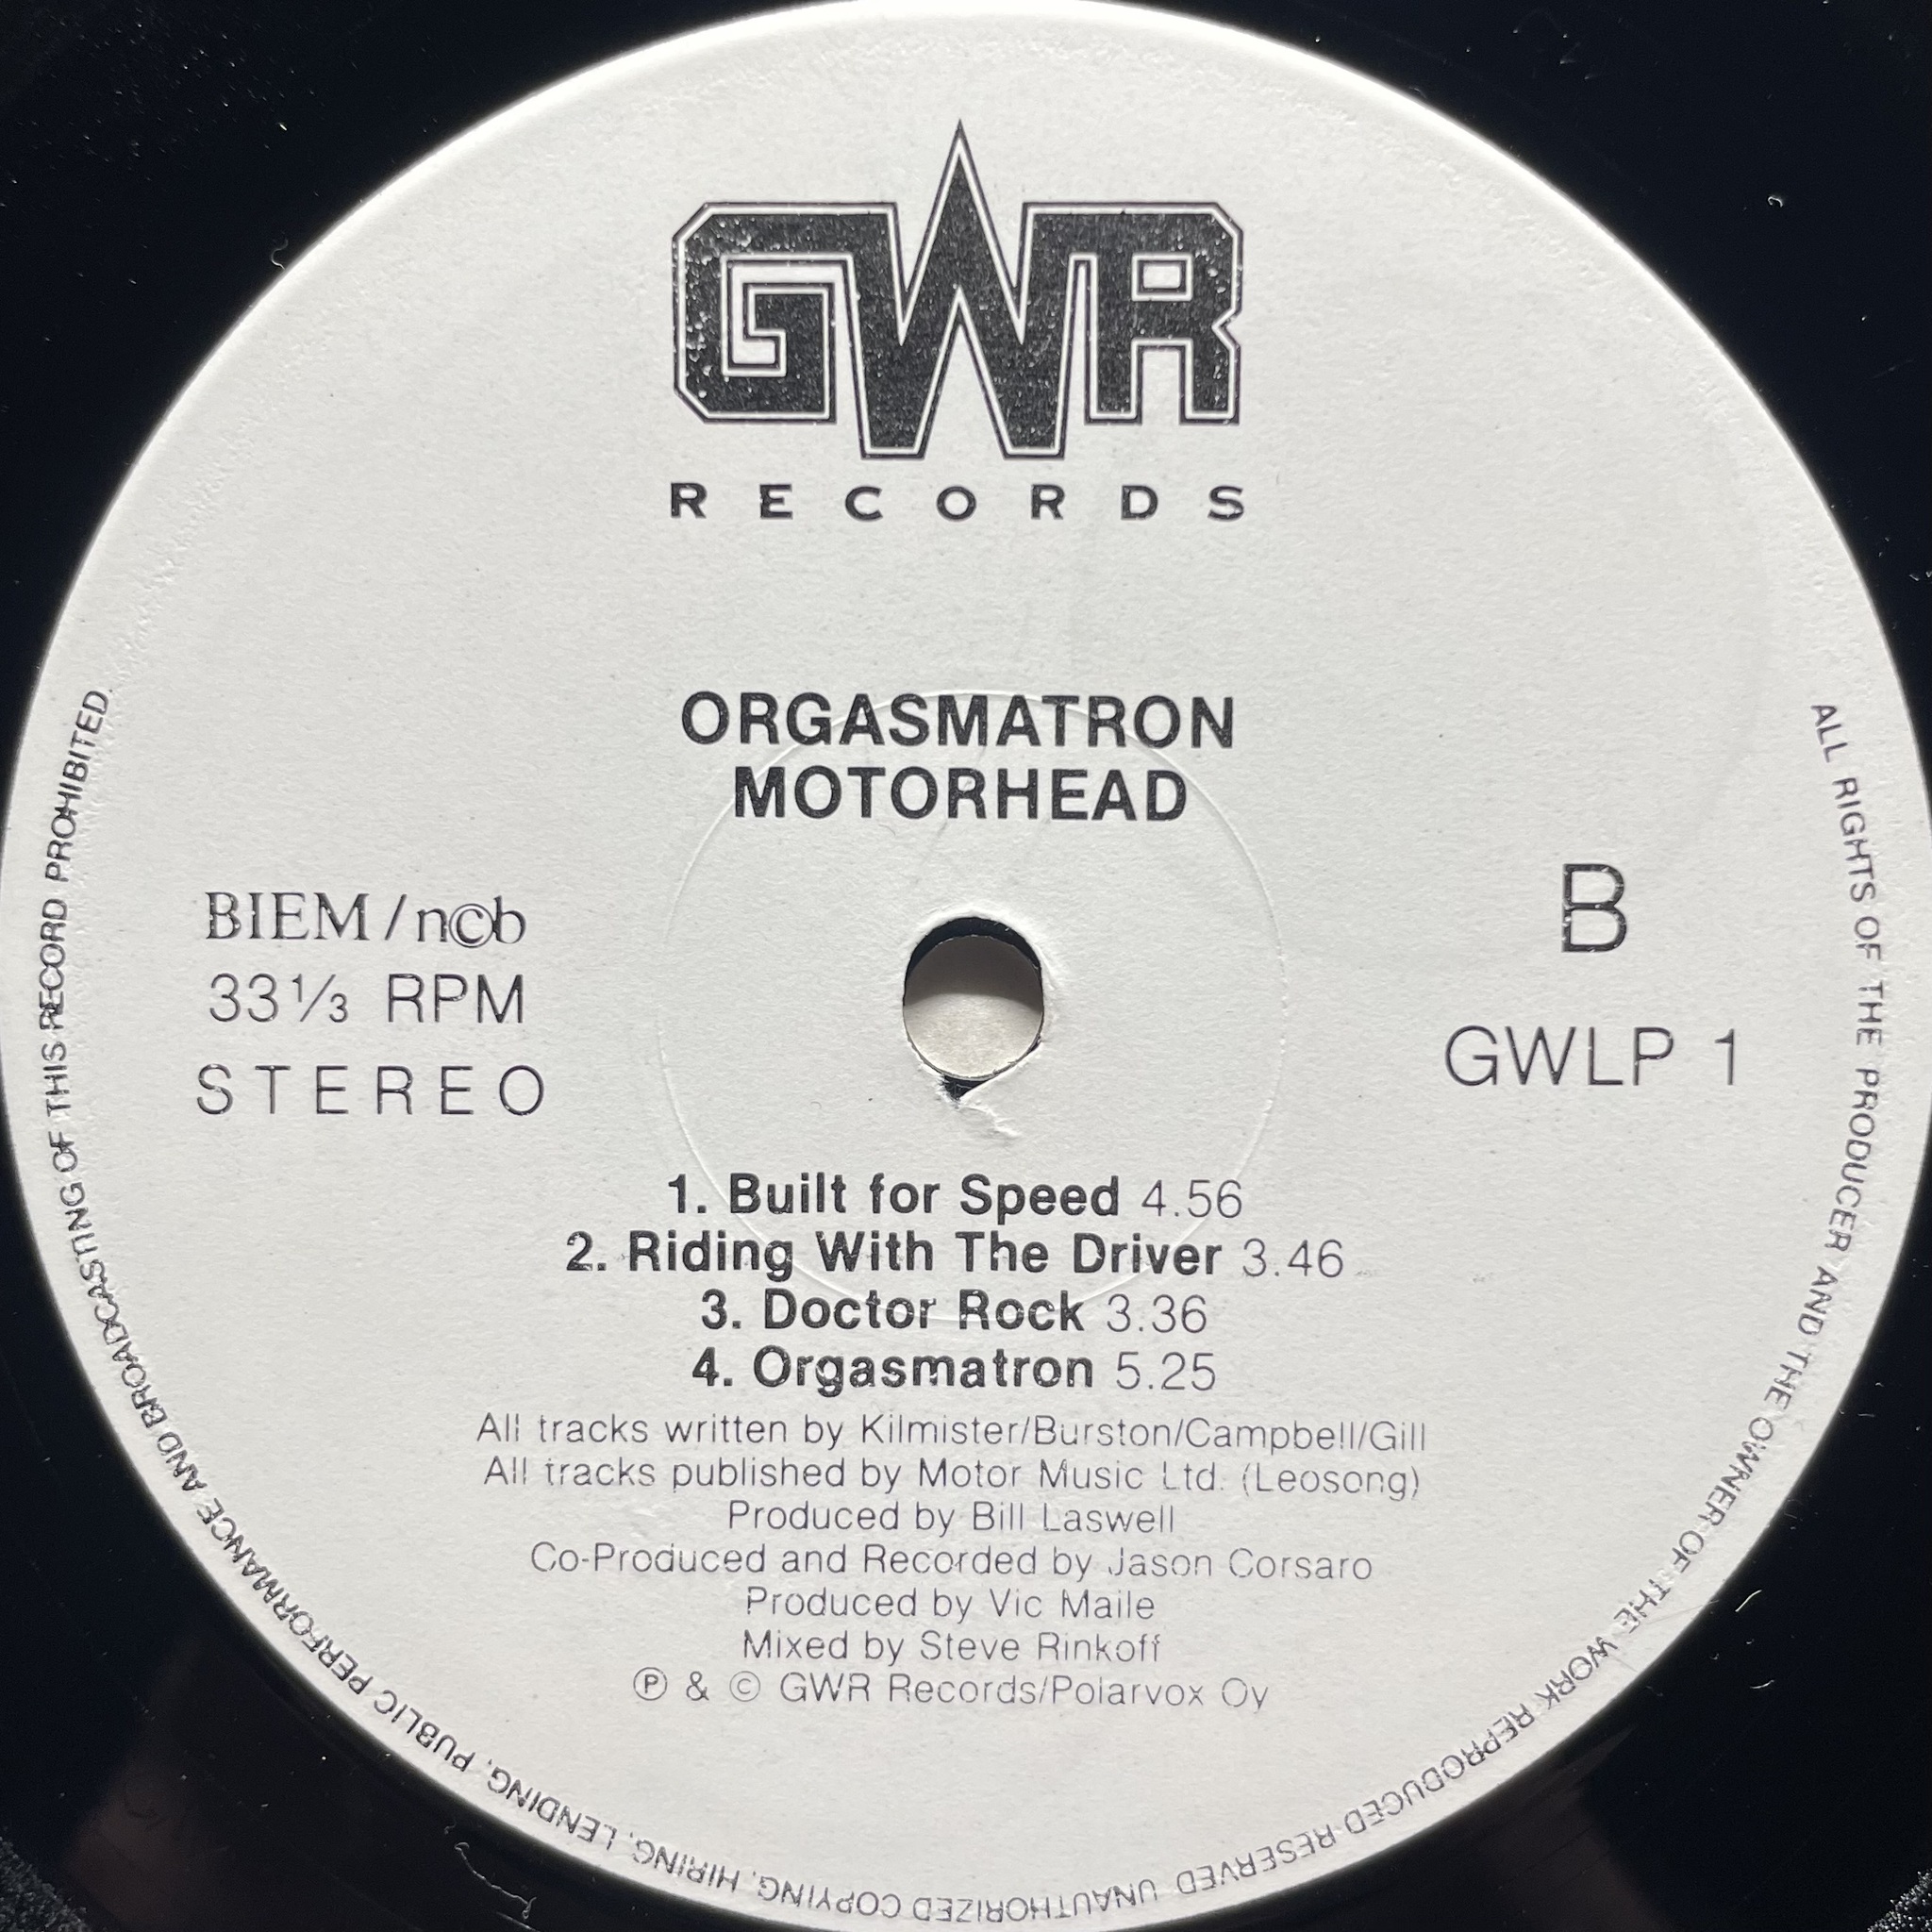 GWR
RECORDS
ORGASMATRON
MOTORHEAD
BIEM/n©b
33⅓ RPM
STEREO
B
GWLP 1
1. Built for Speed 4.56
2. Riding With The Driver 3.46
3. Doctor Rock 3.36
4. Orgasmatron 5.25
All tracks written by Kilmister/Burston/Campbell/Gill
All tracks published by Motor Music Ltd. (Leosong)
Produced by Bill Laswell
Co-Produced and Recorded by Jason Corsaro
Produced by Vic Maile
Mixed by Steve Rinkoff
Ⓟ & © GWR Records/Polarvox Oy
ALL RIGHTS OF THE PRODUCER AND THE OWNER OF THE WORK REPRODUCED RESERVED UNAUTHORIZED COPYING, HIRING, LENDING, PUBLIC PERFORMANCE AND BROADCASTING OF THIS RECORD PROHIBITED.